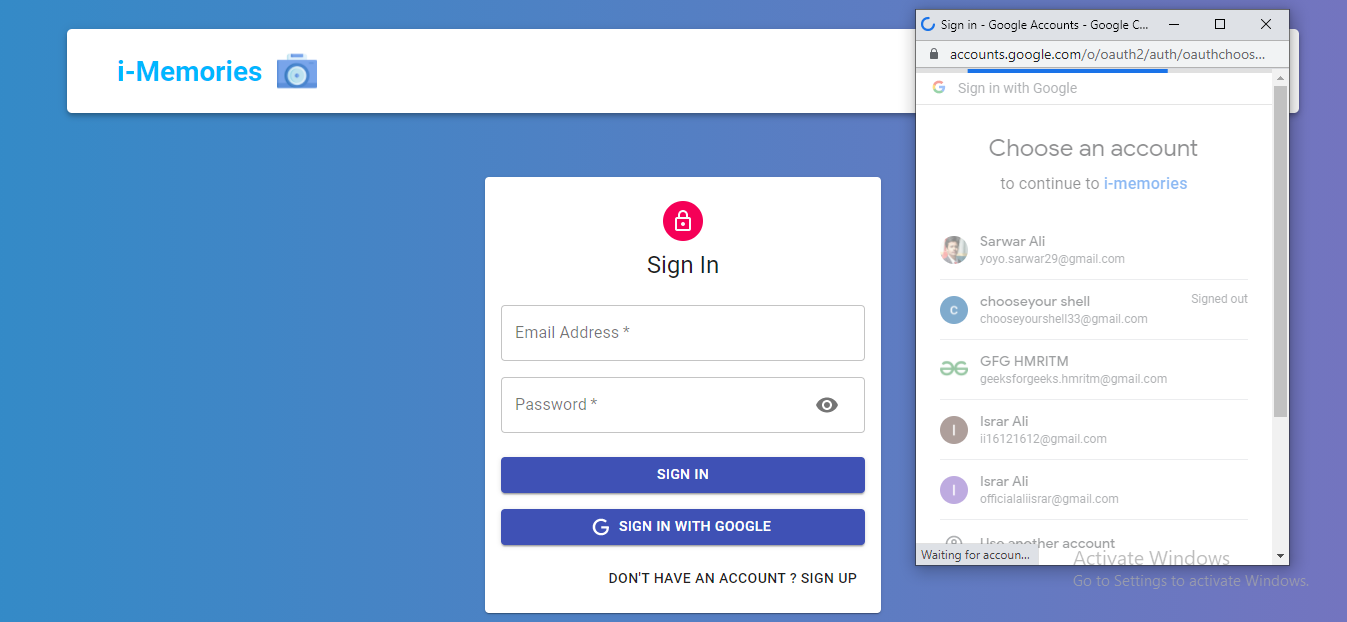 i-Memories
Sign In
Email Address *
Password *
SIGN IN
SIGN IN WITH GOOGLE
DON'T HAVE AN ACCOUNT ? SIGN UP
Sign in - Google Accounts - Google C...
accounts.google.com/o/oauth2/auth/oauthchoos...
Sign in with Google
Choose an account
to continue to i-memories
Sarwar Ali
yoyo.sarwar29@gmail.com
c
chooseyour shell
Signed out
chooseyourshell33@gmail.com
GFG HMRITM
geeksforgeeks.hmritm@gmail.com
I
Israr Ali
ii16121612@gmail.com
I
Israr Ali
officialaliisrar@gmail.com
Use another account
Waiting for accoun...
Activate Windows
Go to Settings to activate Windows.